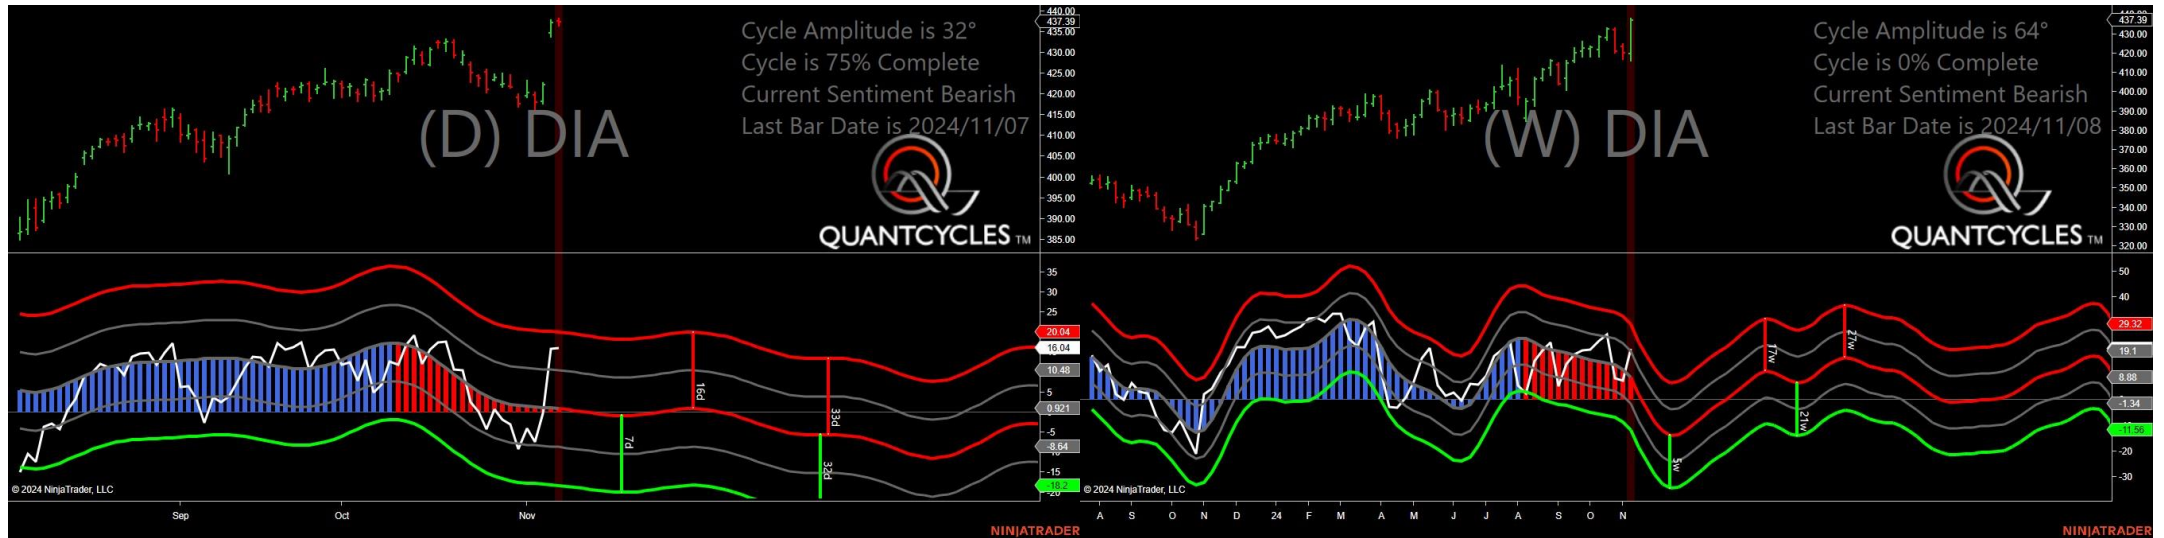 (D) DIA
Cycle Amplitude is 32°
Cycle is 75% Complete
Current Sentiment Bearish
Last Bar Date is 2024/11/07
QUANTCYCLES TM
440.00
437.39
435.00
430.00
425.00
420.00
415.00
410.00
405.00
400.00
395.00
390.00
385.00
35
30
25
20.04
16.04
10.48
5
0.921
-5
-8.64
-15
-18.2
16d
33d
7d
32d
© 2024 NinjaTrader, LLC
Sep Oct Nov
NINJATRADER
(W) DIA
Cycle Amplitude is 64°
Cycle is 0% Complete
Current Sentiment Bearish
Last Bar Date is 2024/11/08
QUANTCYCLES TM
437.39
430.00
420.00
410.00
400.00
390.00
380.00
370.00
360.00
350.00
340.00
330.00
320.00
50
40
29.32
19.1
8.88
-1.34
-11.56
-20
-30
17w
27w
21w
5w
© 2024 NinjaTrader, LLC
A S O N D 24 F M A M J J A S O N
NINJATRADER